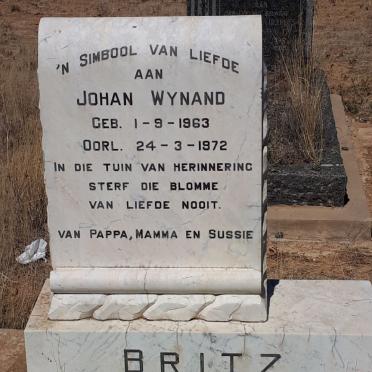 'N SIMBOOL VAN LIEFDE
AAN
JOHAN WYNAND
GEB. 1-9-1963
OORL. 24-3-1972
IN DIE TUIN VAN HERINNERING
STERF DIE BLOMME
VAN LIEFDE NOOIT.
VAN PAPPA, MAMMA EN SUSSIE
BRITZ